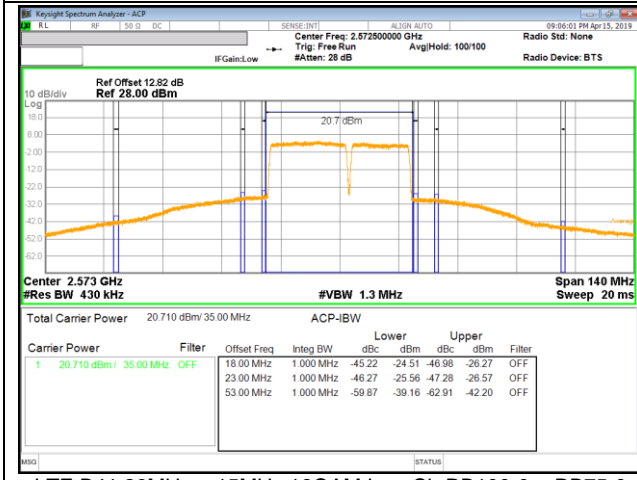 Keysight Spectrum Analyzer - ACP
RL RF 50 Ω DC SENSE:INT ALIGN AUTO 09:06:01 PM Apr 15, 2019
Center Freq: 2.572500000 GHz Radio Std: None
Trig: Free Run Avg|Hold: 100/100
IFGain:Low #Atten: 28 dB Radio Device: BTS
Ref Offset 12.82 dB
10 dB/div Ref 28.00 dBm
Log
18.0
8.00
-2.00
-12.0
-22.0
-32.0
-42.0
-52.0
-62.0
20.7 dBm
Average
Center 2.573 GHz Span 140 MHz
#Res BW 430 kHz #VBW 1.3 MHz Sweep 20 ms
Total Carrier Power 20.710 dBm/ 35.00 MHz ACP-IBW
Lower Upper
Carrier Power Filter Offset Freq Integ BW dBc dBm dBc dBm Filter
1 20.710 dBm / 35.00 MHz OFF 18.00 MHz 1.000 MHz -45.22 -24.51 -46.98 -26.27 OFF
23.00 MHz 1.000 MHz -46.27 -25.56 -47.28 -26.57 OFF
53.00 MHz 1.000 MHz -59.87 -39.16 -62.91 -42.20 OFF
MSG STATUS